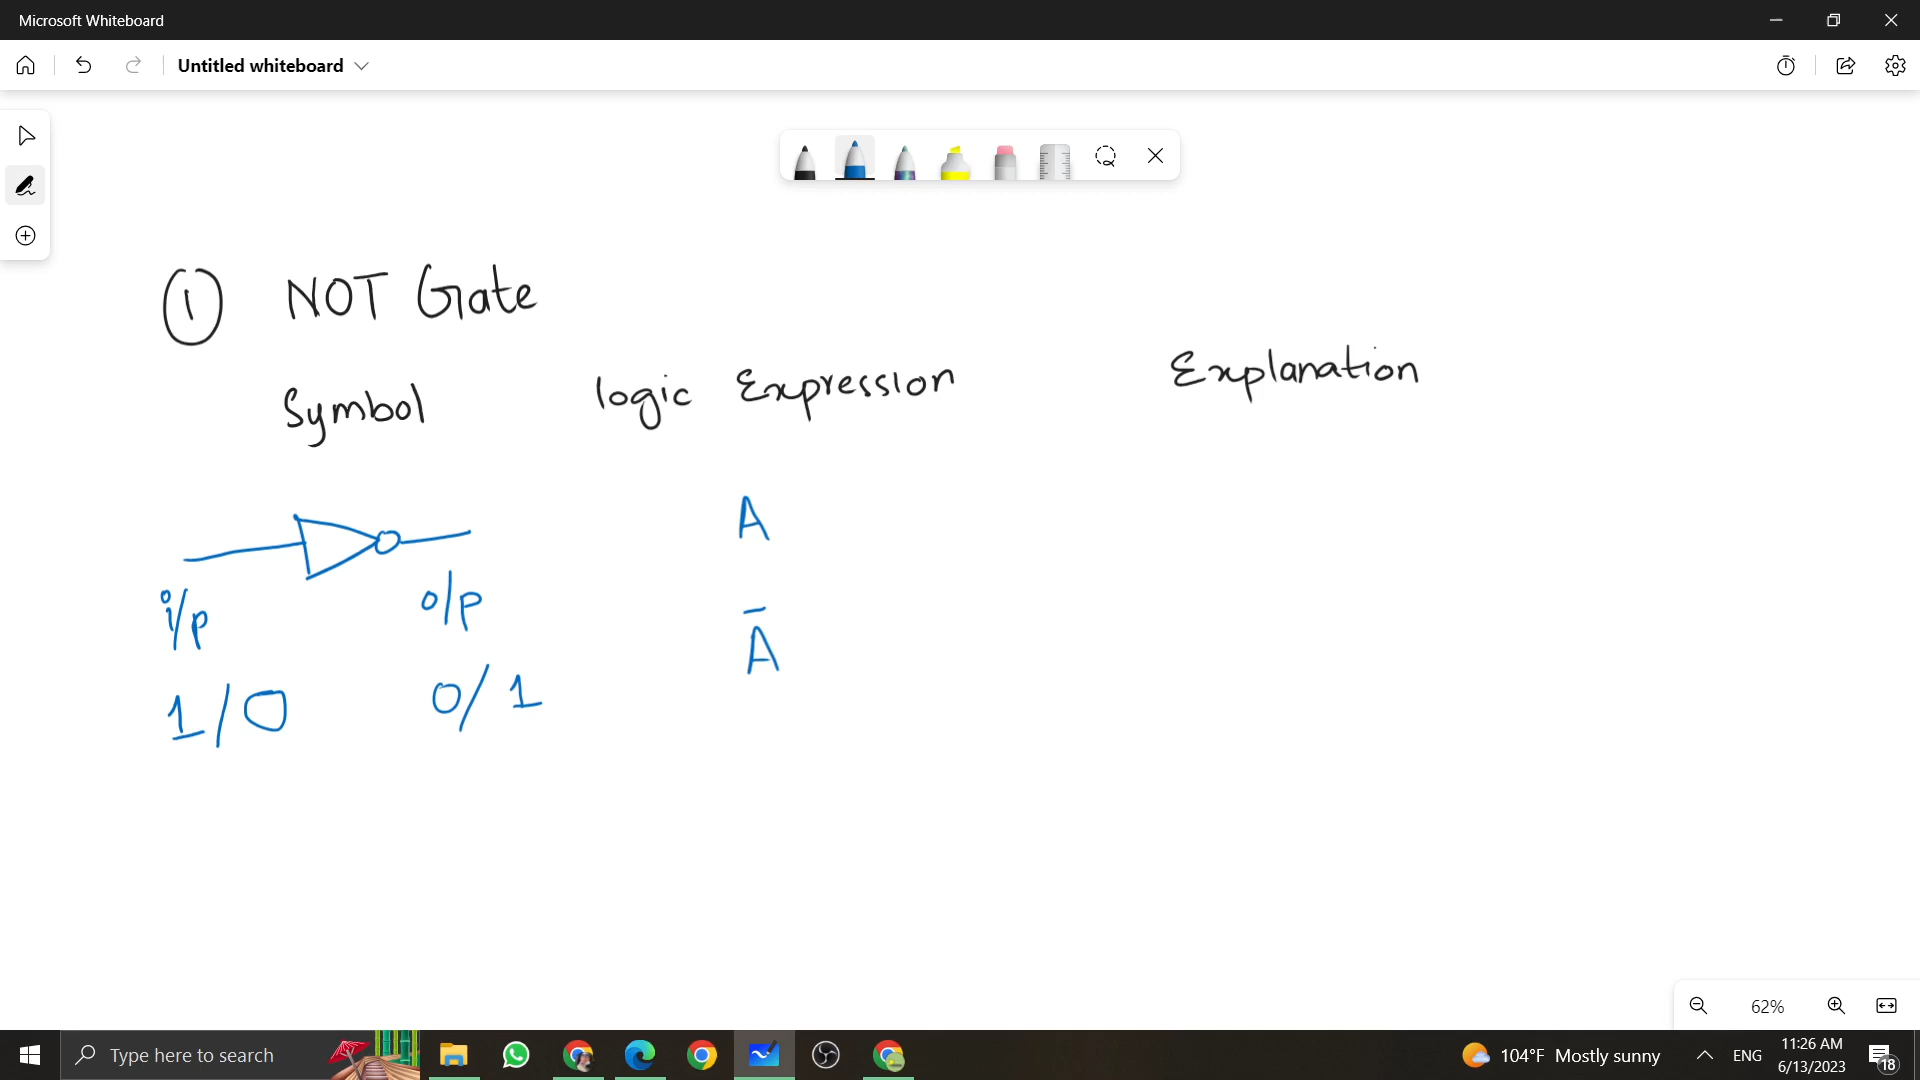 Microsoft Whiteboard
Untitled whiteboard
① NOT Gate
Symbol logic Expression Explanation
A
i/p o/p
Ā
1/0 0/1
62%
Type here to search
104°F Mostly sunny
ENG
11:26 AM
6/13/2023
18